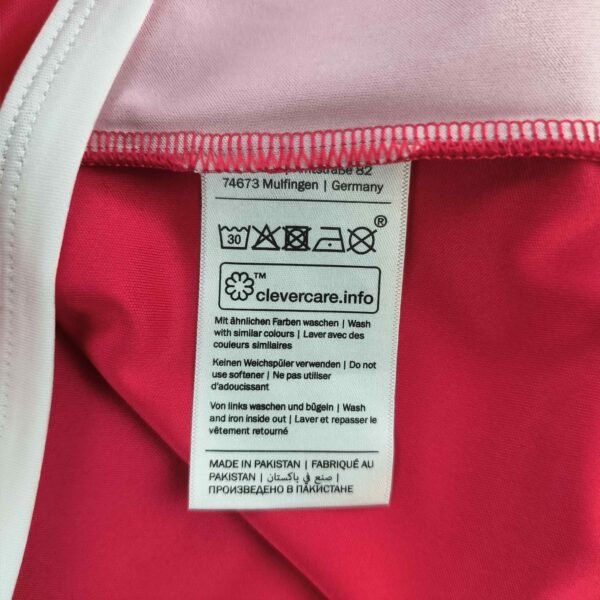 82
74673 Mulfingen | Germany
30
®
™
clevercare.info
Mit ähnlichen Farben waschen | Wash
with similar colours | Laver avec des
couleurs similaires
Keinen Weichspüler verwenden | Do not
use softener | Ne pas utiliser
d'adoucissant
Von links waschen und bügeln | Wash
and iron inside out | Laver et repasser le
vêtement retourné
MADE IN PAKISTAN | FABRIQUÉ AU
PAKISTAN | صنع في باكستان |
ПРОИЗВЕДЕНО В ПАКИСТАНЕ